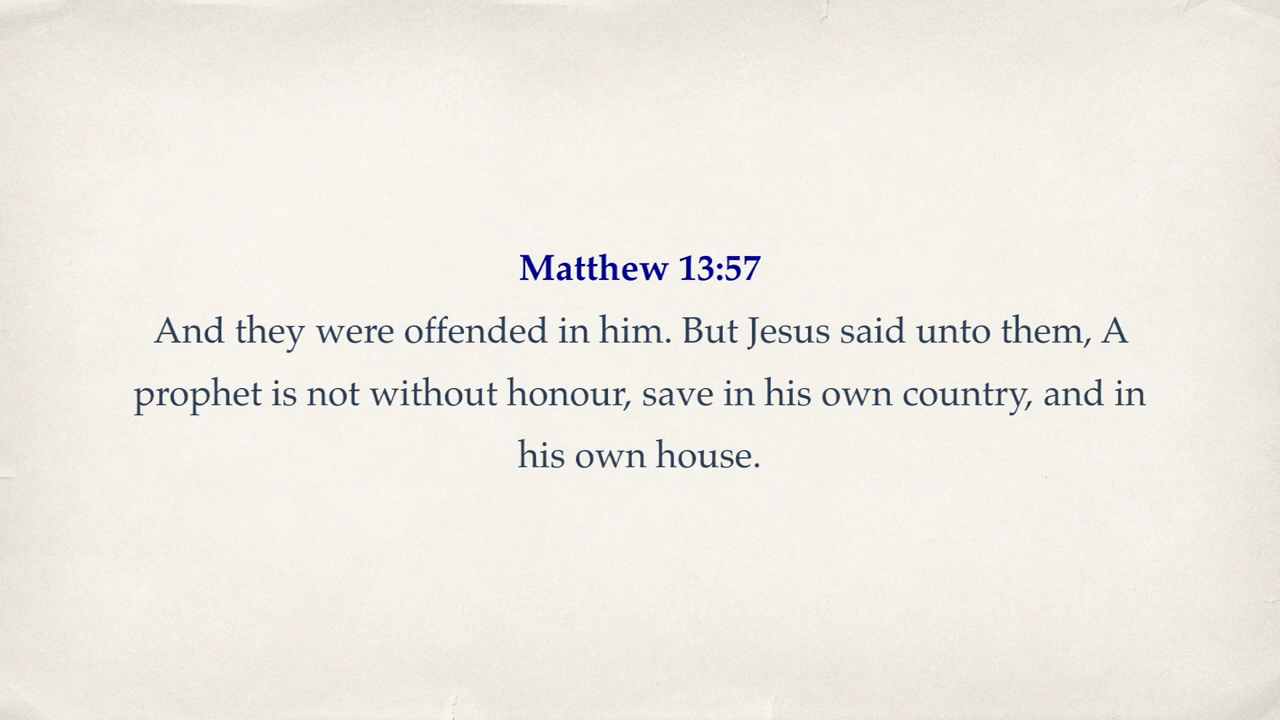 Matthew 13:57
And they were offended in him. But Jesus said unto them, A
prophet is not without honour, save in his own country, and in
his own house.